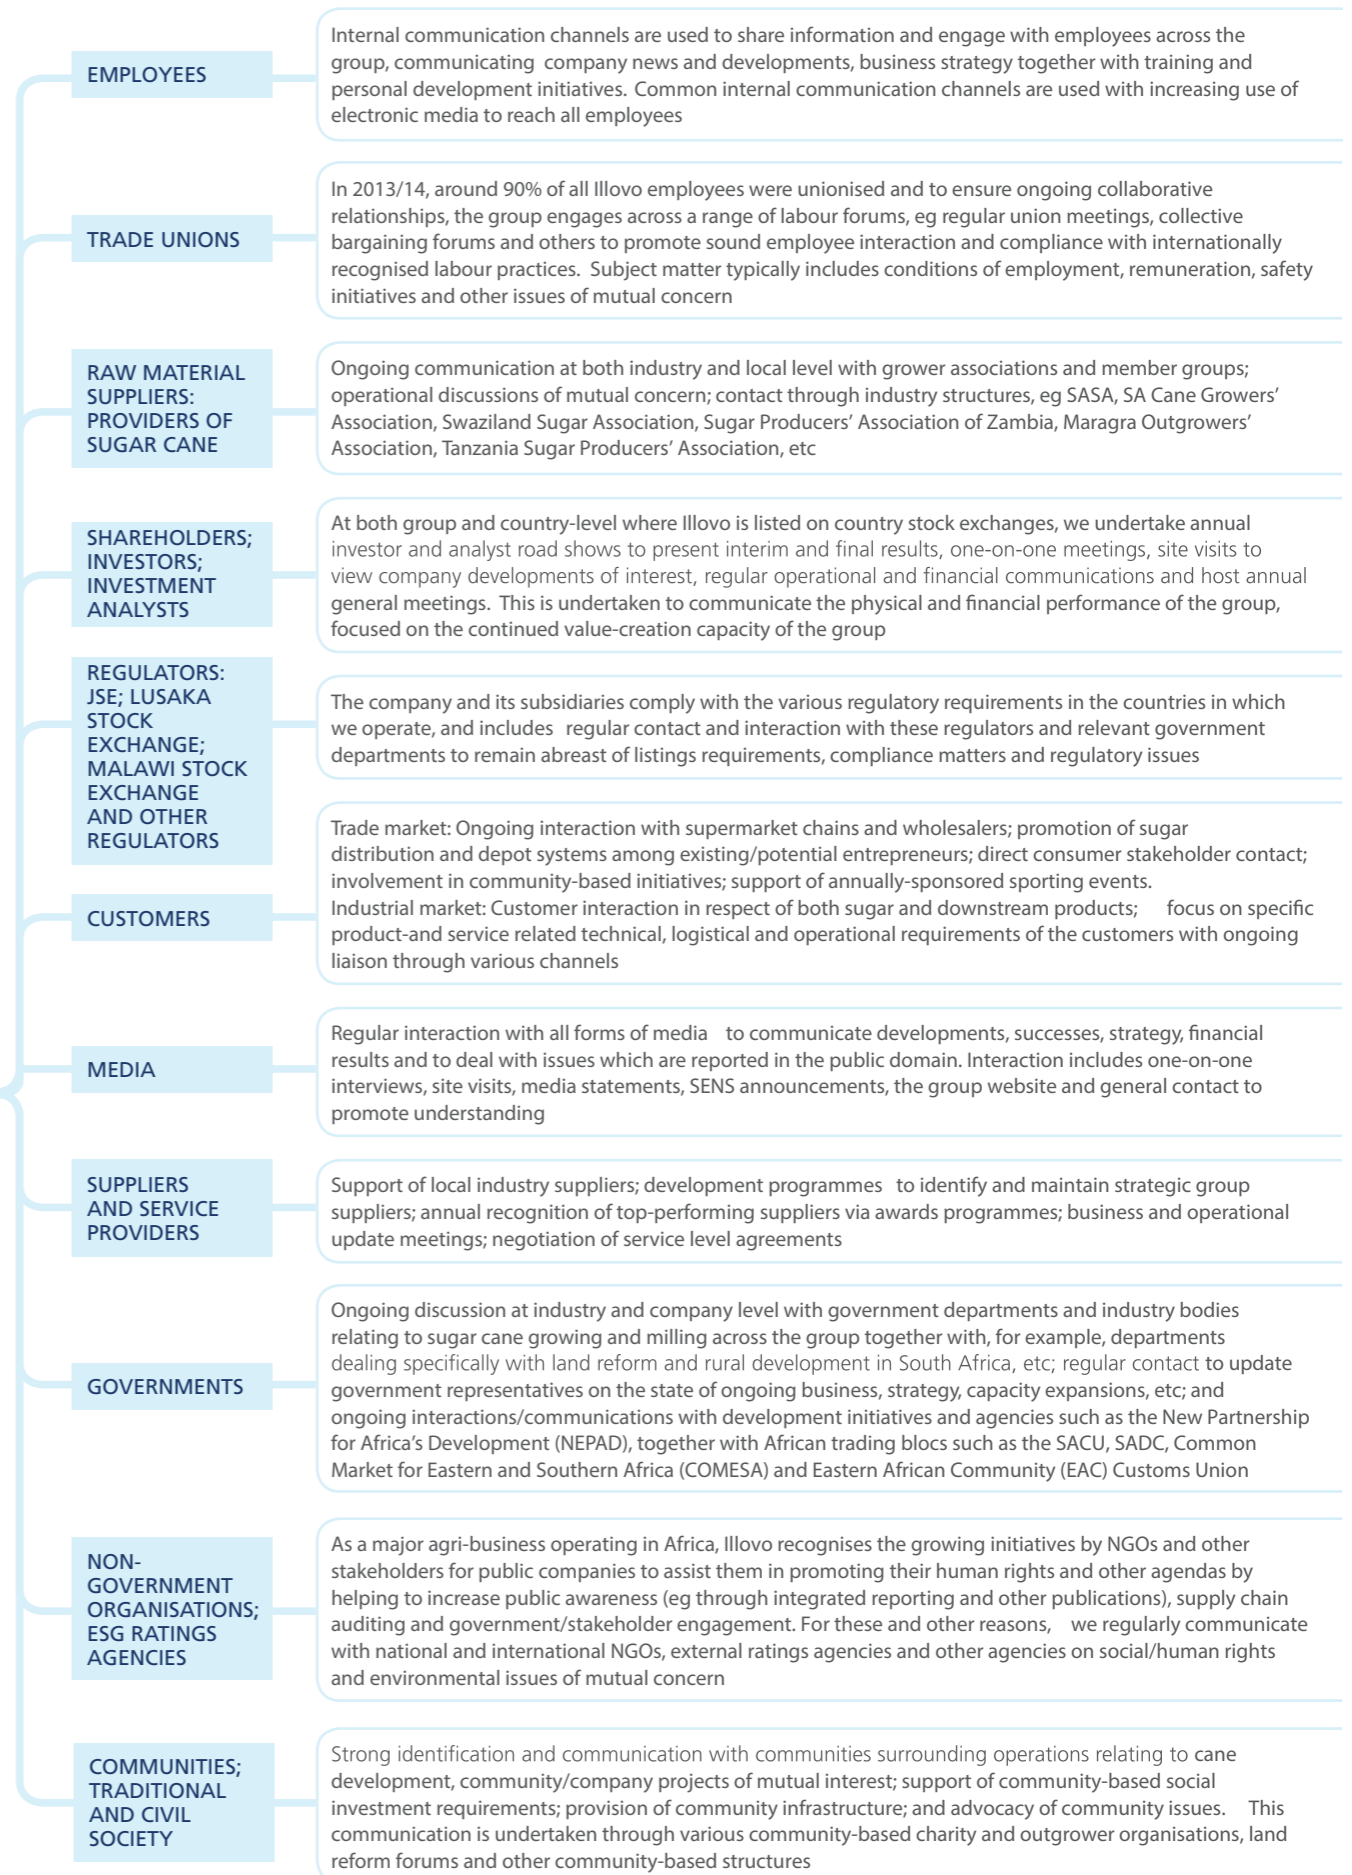 EMPLOYEES
Internal communication channels are used to share information and engage with employees across the
group, communicating company news and developments, business strategy together with training and
personal development initiatives. Common internal communication channels are used with increasing use of
electronic media to reach all employees
TRADE UNIONS
In 2013/14, around 90% of all Illovo employees were unionised and to ensure ongoing collaborative
relationships, the group engages across a range of labour forums, eg regular union meetings, collective
bargaining forums and others to promote sound employee interaction and compliance with internationally
recognised labour practices. Subject matter typically includes conditions of employment, remuneration, safety
initiatives and other issues of mutual concern
RAW MATERIAL
SUPPLIERS:
PROVIDERS OF
SUGAR CANE
Ongoing communication at both industry and local level with grower associations and member groups;
operational discussions of mutual concern; contact through industry structures, eg SASA, SA Cane Growers’
Association, Swaziland Sugar Association, Sugar Producers’ Association of Zambia, Maragra Outgrowers’
Association, Tanzania Sugar Producers’ Association, etc
SHAREHOLDERS;
INVESTORS;
INVESTMENT
ANALYSTS
At both group and country-level where Illovo is listed on country stock exchanges, we undertake annual
investor and analyst road shows to present interim and final results, one-on-one meetings, site visits to
view company developments of interest, regular operational and financial communications and host annual
general meetings. This is undertaken to communicate the physical and financial performance of the group,
focused on the continued value-creation capacity of the group
REGULATORS:
JSE; LUSAKA
STOCK
EXCHANGE;
MALAWI STOCK
EXCHANGE
AND OTHER
REGULATORS
The company and its subsidiaries comply with the various regulatory requirements in the countries in which
we operate, and includes regular contact and interaction with these regulators and relevant government
departments to remain abreast of listings requirements, compliance matters and regulatory issues
CUSTOMERS
Trade market: Ongoing interaction with supermarket chains and wholesalers; promotion of sugar
distribution and depot systems among existing/potential entrepreneurs; direct consumer stakeholder contact;
involvement in community-based initiatives; support of annually-sponsored sporting events.
Industrial market: Customer interaction in respect of both sugar and downstream products; focus on specific
product-and service related technical, logistical and operational requirements of the customers with ongoing
liaison through various channels
MEDIA
Regular interaction with all forms of media to communicate developments, successes, strategy, financial
results and to deal with issues which are reported in the public domain. Interaction includes one-on-one
interviews, site visits, media statements, SENS announcements, the group website and general contact to
promote understanding
SUPPLIERS
AND SERVICE
PROVIDERS
Support of local industry suppliers; development programmes to identify and maintain strategic group
suppliers; annual recognition of top-performing suppliers via awards programmes; business and operational
update meetings; negotiation of service level agreements
GOVERNMENTS
Ongoing discussion at industry and company level with government departments and industry bodies
relating to sugar cane growing and milling across the group together with, for example, departments
dealing specifically with land reform and rural development in South Africa, etc; regular contact to update
government representatives on the state of ongoing business, strategy, capacity expansions, etc; and
ongoing interactions/communications with development initiatives and agencies such as the New Partnership
for Africa’s Development (NEPAD), together with African trading blocs such as the SACU, SADC, Common
Market for Eastern and Southern Africa (COMESA) and Eastern African Community (EAC) Customs Union
NON-
GOVERNMENT
ORGANISATIONS;
ESG RATINGS
AGENCIES
As a major agri-business operating in Africa, Illovo recognises the growing initiatives by NGOs and other
stakeholders for public companies to assist them in promoting their human rights and other agendas by
helping to increase public awareness (eg through integrated reporting and other publications), supply chain
auditing and government/stakeholder engagement. For these and other reasons, we regularly communicate
with national and international NGOs, external ratings agencies and other agencies on social/human rights
and environmental issues of mutual concern
COMMUNITIES;
TRADITIONAL
AND CIVIL
SOCIETY
Strong identification and communication with communities surrounding operations relating to cane
development, community/company projects of mutual interest; support of community-based social
investment requirements; provision of community infrastructure; and advocacy of community issues. This
communication is undertaken through various community-based charity and outgrower organisations, land
reform forums and other community-based structures